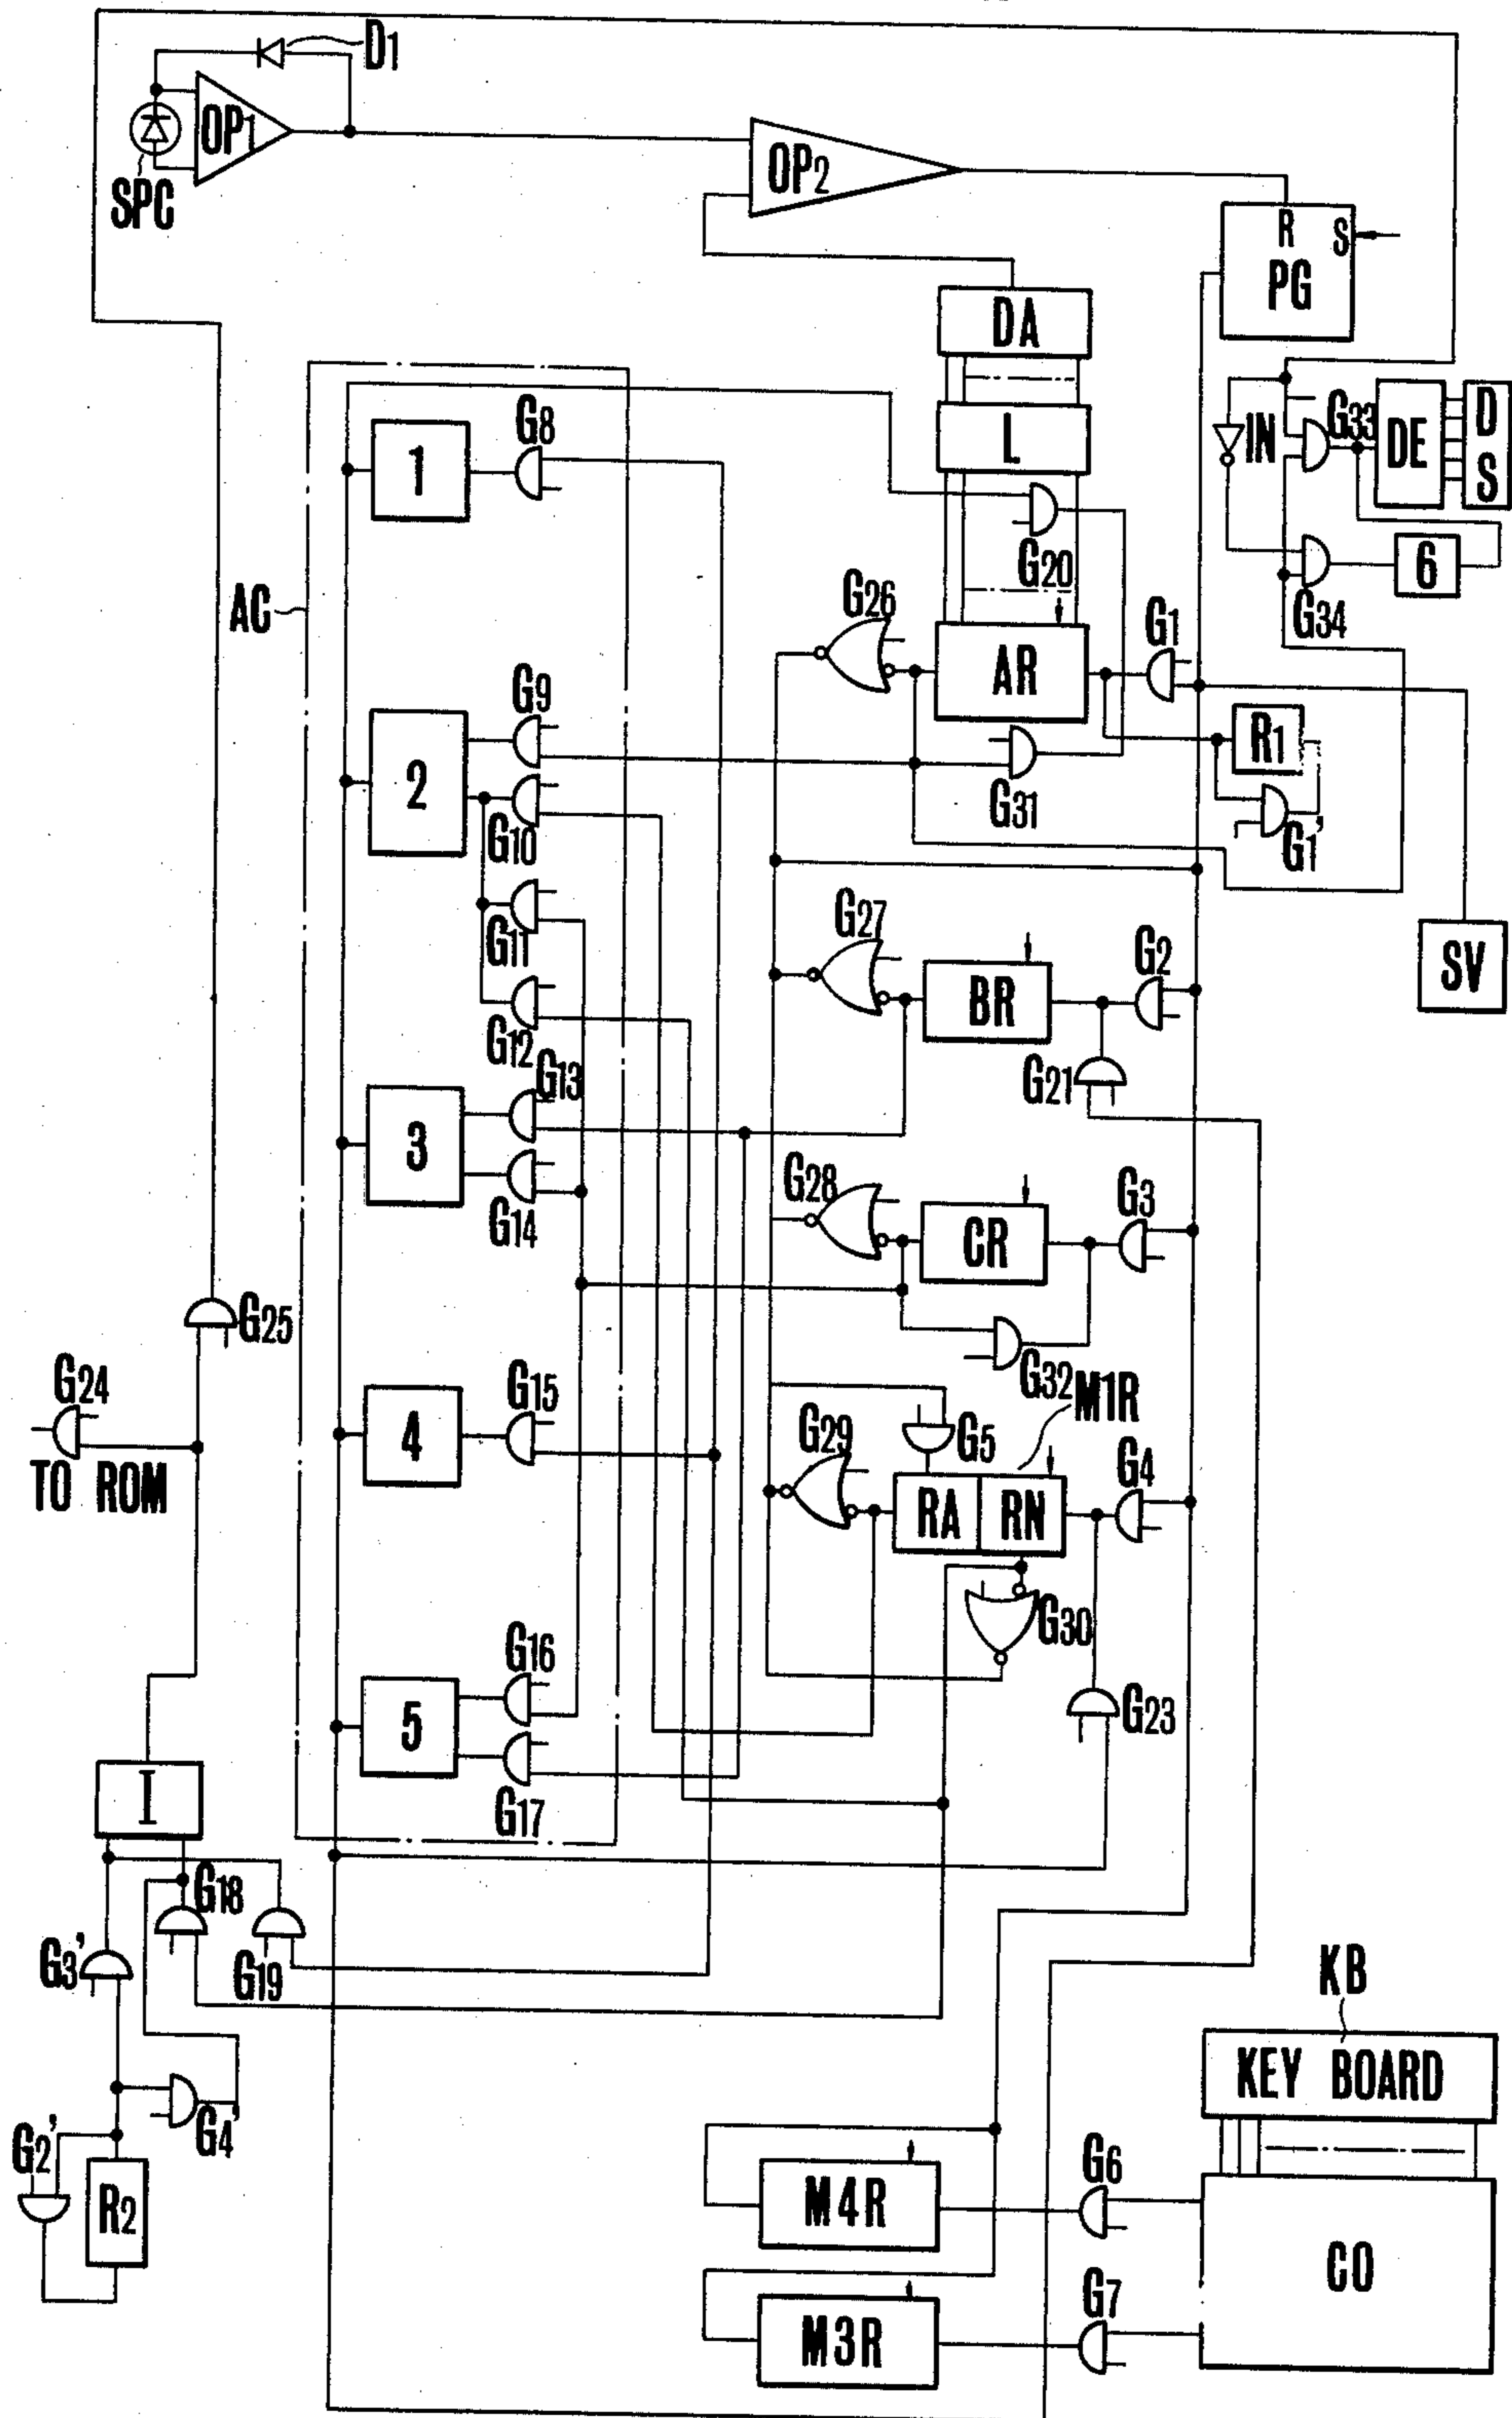 D1
OP1
SPC
OP2
R
S
PG
DA
L
IN
G33
DE
D
S
G8
1
G20
6
G34
AC
G26
AR
G1
G9
2
G10
G31
R1
G1'
G11
G27
BR
G2
SV
G12
G21
G13
3
G14
G28
CR
G3
G25
G24
TO ROM
4
G15
G32
M1R
G29
G5
RA
RN
G4
G30
G16
5
G17
G23
I
G18
G3'
G19
KB
KEY BOARD
G4'
G2'
R2
M4R
G6
CO
M3R
G7